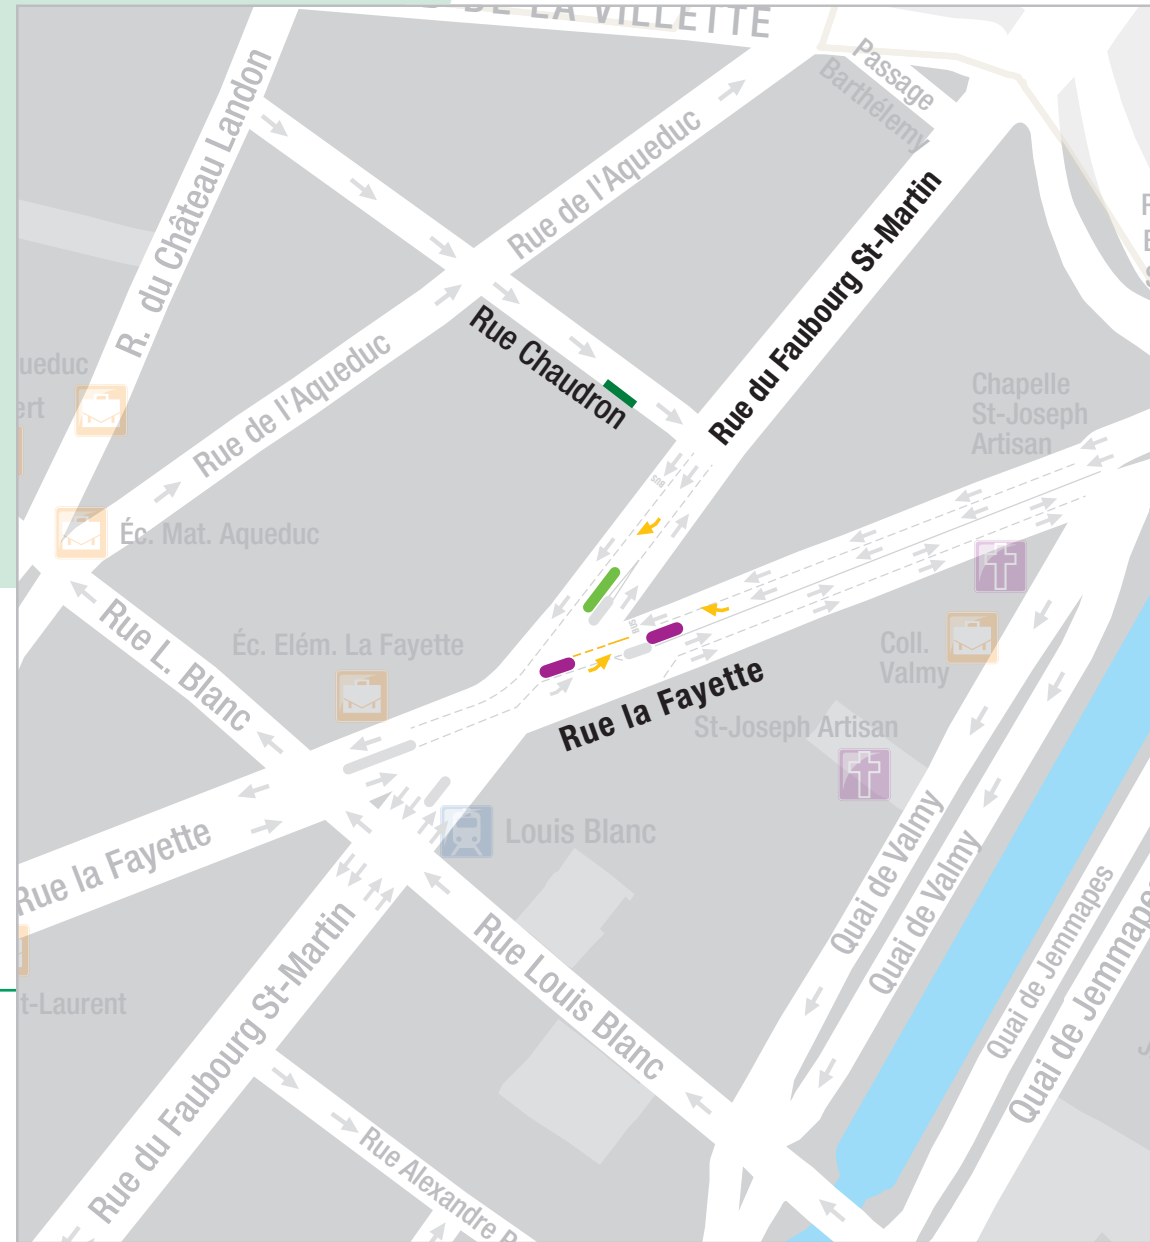 DE LA VILLETTE
Passage
Barthélemy
R. du Château Landon
Rue de l'Aqueduc
Rue du Faubourg St-Martin
Rue Chaudron
Rue de l'Aqueduc
Chapelle
St-Joseph
Artisan
BUS
Éc. Mat. Aqueduc
Rue L. Blanc
Éc. Elém. La Fayette
BUS
Coll.
Valmy
Rue la Fayette
St-Joseph Artisan
Louis Blanc
Rue la Fayette
Quai de Valmy
Quai de Valmy
Quai de Jemmapes
Quai de Jemmapes
Rue Louis Blanc
Rue du Faubourg St-Martin
t-Laurent
Rue Alexandre